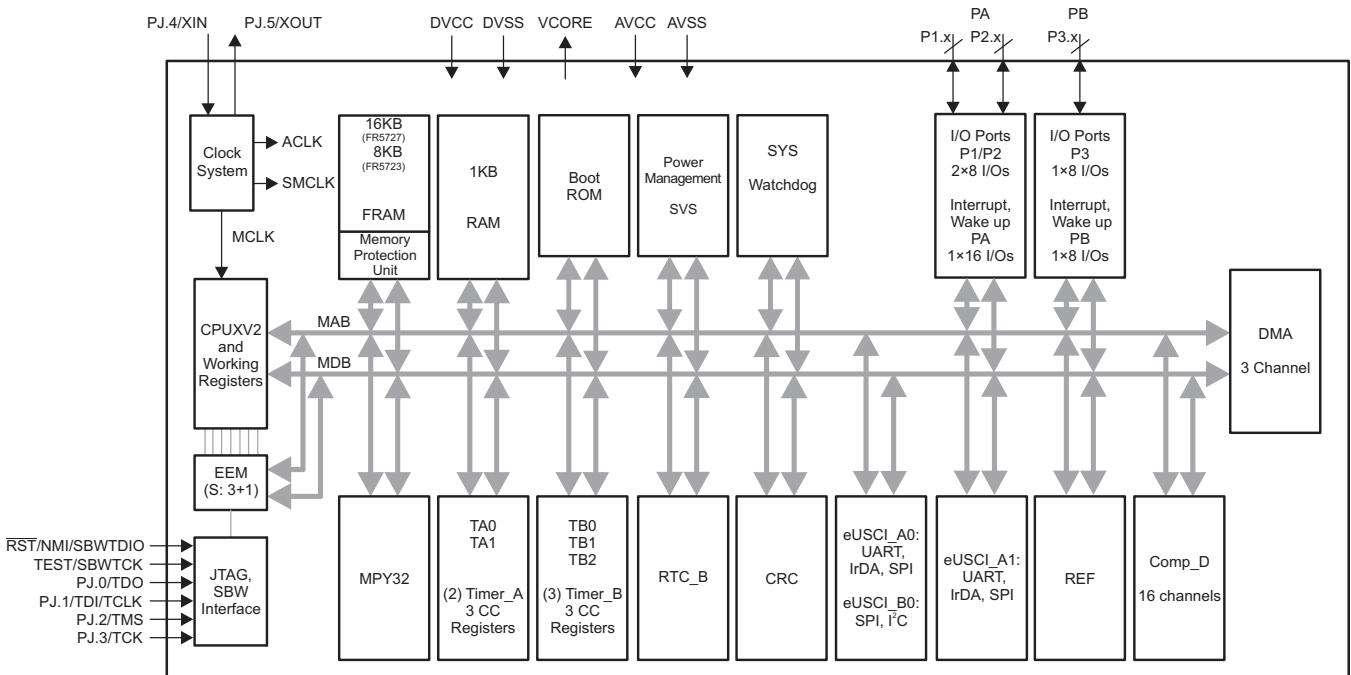 PJ.4/XIN
PJ.5/XOUT
DVCC
DVSS
VCORE
AVCC
AVSS
PA
P1.x
P2.x
PB
P3.x
Clock
System
ACLK
SMCLK
MCLK
16KB
(FR5727)
8KB
(FR5723)
FRAM
Memory
Protection
Unit
1KB
RAM
Boot
ROM
Power
Management
SVS
SYS
Watchdog
I/O Ports
P1/P2
2×8 I/Os
Interrupt,
Wake up
PA
1×16 I/Os
I/O Ports
P3
1×8 I/Os
Interrupt,
Wake up
PB
1×8 I/Os
CPUXV2
and
Working
Registers
MAB
MDB
DMA
3 Channel
EEM
(S: 3+1)
RST/NMI/SBWTDIO
TEST/SBWTCK
PJ.0/TDO
PJ.1/TDI/TCLK
PJ.2/TMS
PJ.3/TCK
JTAG,
SBW
Interface
MPY32
TA0
TA1
(2) Timer_A
3 CC
Registers
TB0
TB1
TB2
(3) Timer_B
3 CC
Registers
RTC_B
CRC
eUSCI_A0:
UART,
IrDA, SPI
eUSCI_B0:
SPI, I²C
eUSCI_A1:
UART,
IrDA, SPI
REF
Comp_D
16 channels